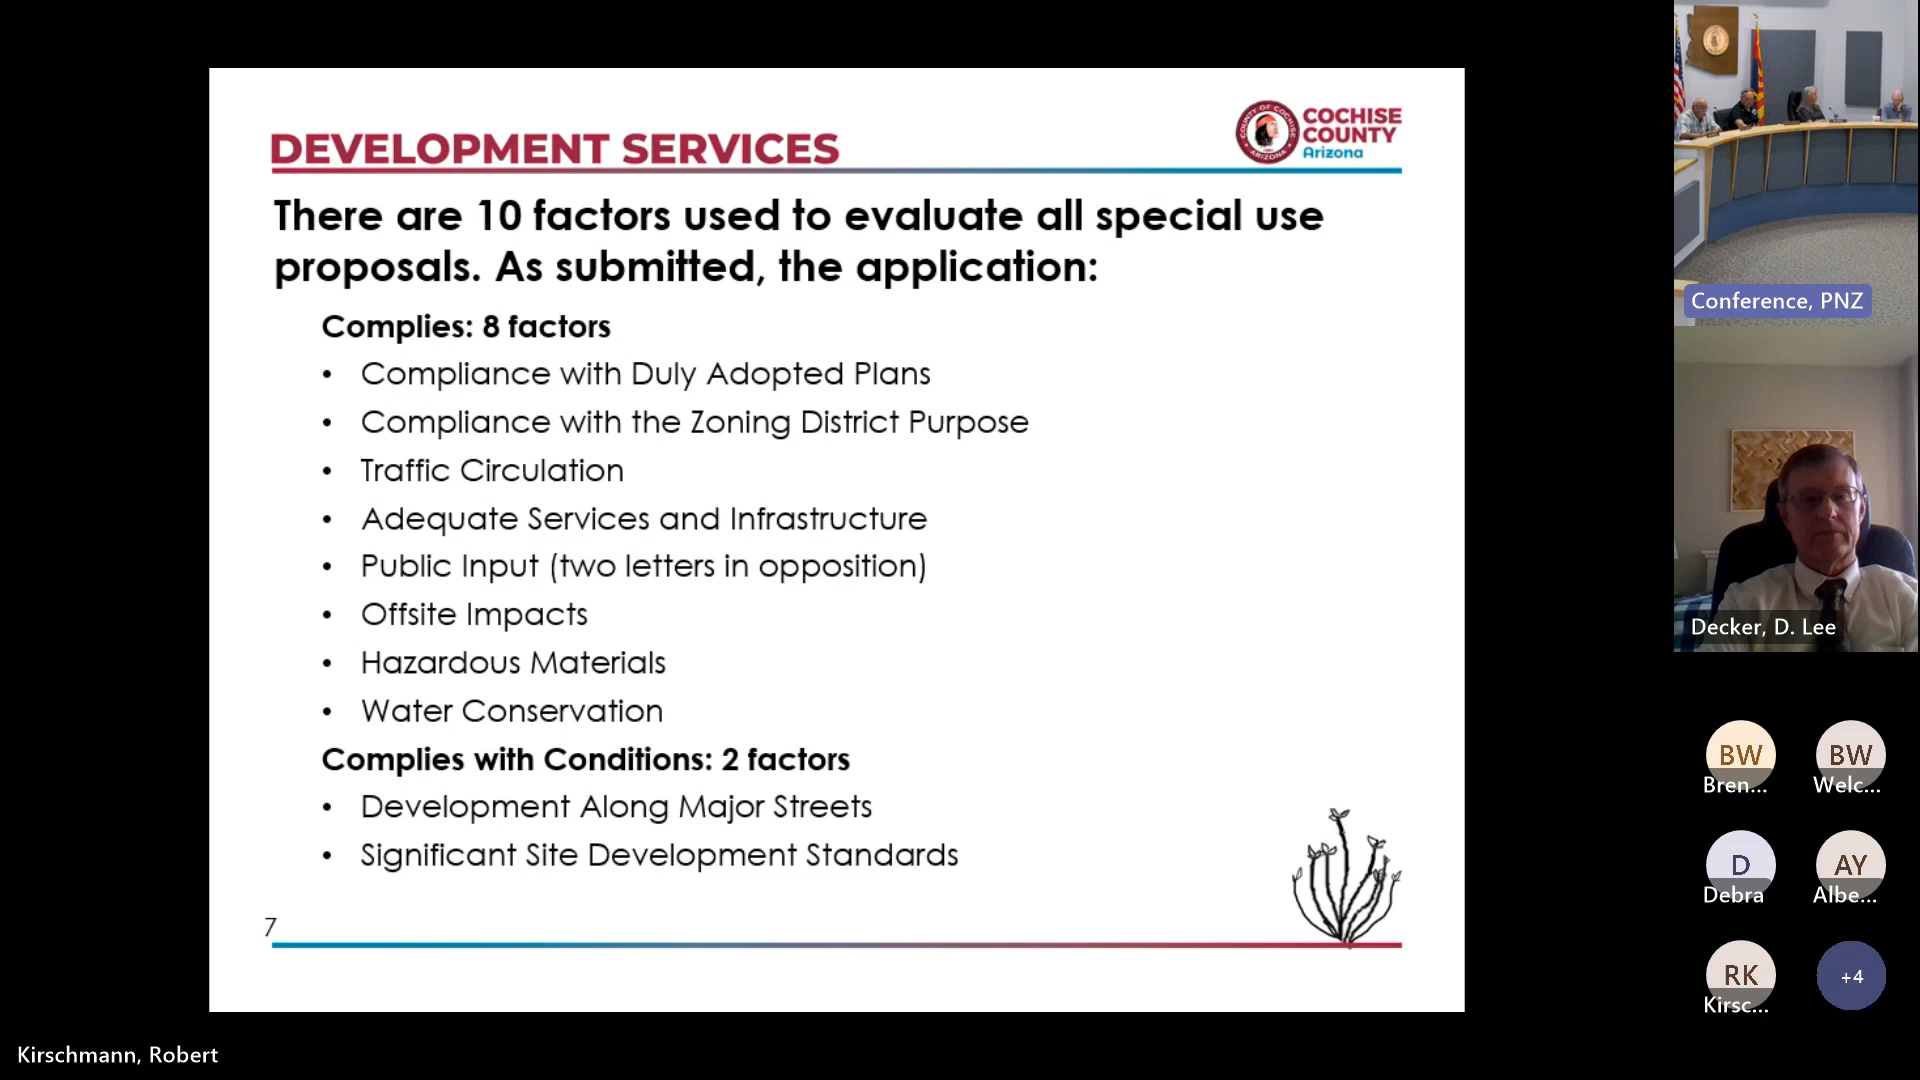 DEVELOPMENT SERVICES
COUNTY OF COCHISE
ARIZONA
COCHISE
COUNTY
Arizona
There are 10 factors used to evaluate all special use
proposals. As submitted, the application:
Complies: 8 factors
• Compliance with Duly Adopted Plans
• Compliance with the Zoning District Purpose
• Traffic Circulation
• Adequate Services and Infrastructure
• Public Input (two letters in opposition)
• Offsite Impacts
• Hazardous Materials
• Water Conservation
Complies with Conditions: 2 factors
• Development Along Major Streets
• Significant Site Development Standards
7
Conference, PNZ
Decker, D. Lee
BW
Bren...
BW
Welc...
D
Debra
AY
Albe...
RK
Kirsc...
+4
Kirschmann, Robert